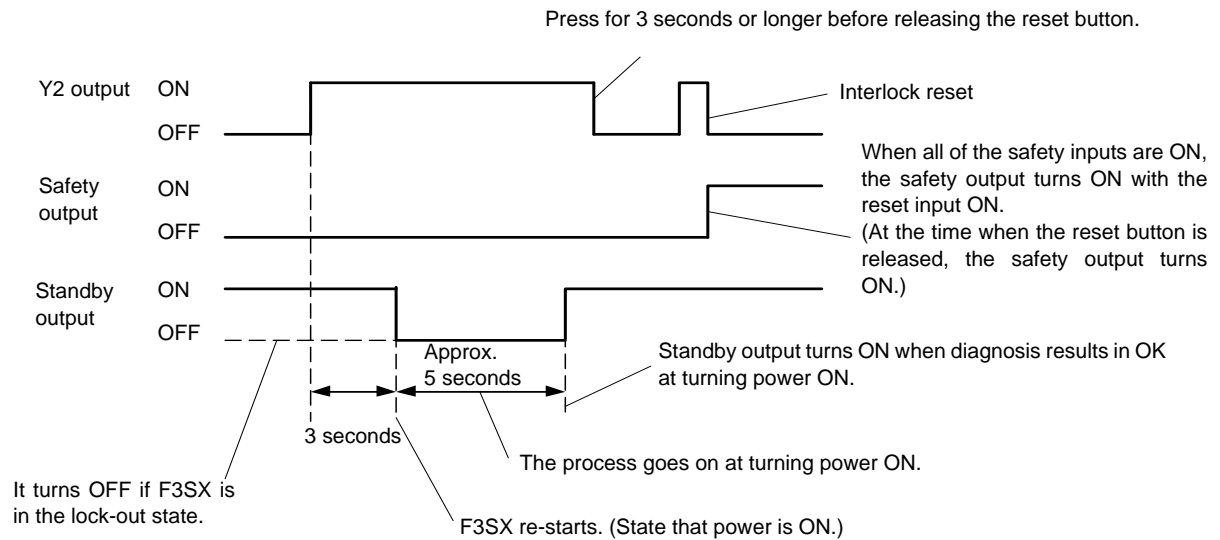 Press for 3 seconds or longer before releasing the reset button.
Y2 output
ON
OFF
Interlock reset
Safety
output
ON
OFF
When all of the safety inputs are ON,
the safety output turns ON with the
reset input ON.
(At the time when the reset button is
released, the safety output turns
ON.)
Standby
output
ON
OFF
Approx.
5 seconds
Standby output turns ON when diagnosis results in OK
at turning power ON.
3 seconds
The process goes on at turning power ON.
It turns OFF if F3SX is
in the lock-out state.
F3SX re-starts. (State that power is ON.)